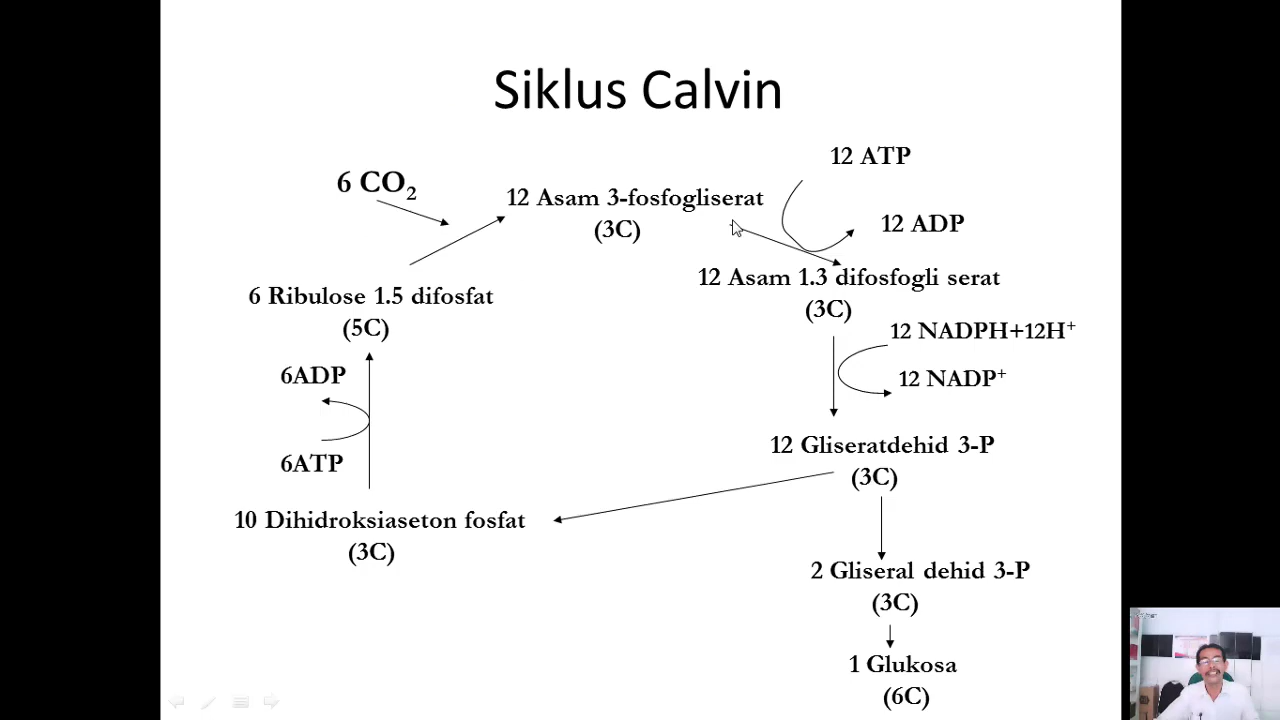 Siklus Calvin
12 ATP
6 CO₂
12 Asam 3-fosfogliserat
(3C)
12 ADP
12 Asam 1.3 difosfogli serat
(3C)
6 Ribulose 1.5 difosfat
(5C)
12 NADPH+12H⁺
12 NADP⁺
6ADP
6ATP
12 Gliseratdehid 3-P
(3C)
10 Dihidroksiaseton fosfat
(3C)
2 Gliseral dehid 3-P
(3C)
1 Glukosa
(6C)